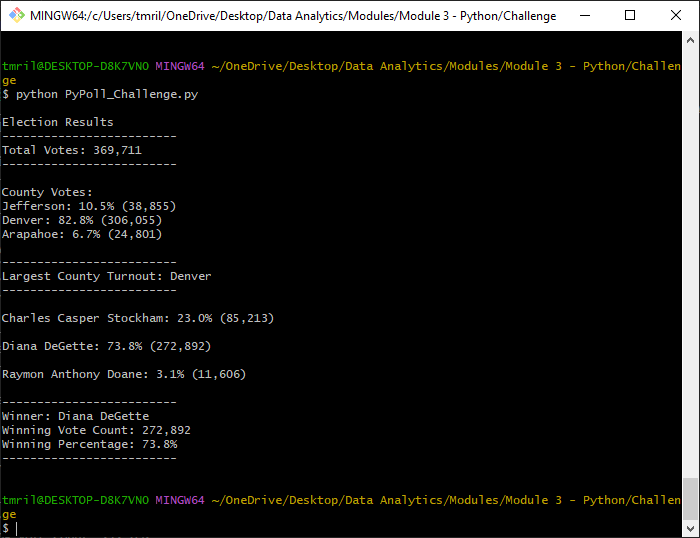 MINGW64:/c/Users/tmril/OneDrive/Desktop/Data Analytics/Modules/Module 3 - Python/Challenge
tmril@DESKTOP-D8K7VNO MINGW64 ~/OneDrive/Desktop/Data Analytics/Modules/Module 3 - Python/Challen
ge
$ python PyPoll_Challenge.py
Election Results
-------------------------
Total Votes: 369,711
-------------------------
County Votes:
Jefferson: 10.5% (38,855)
Denver: 82.8% (306,055)
Arapahoe: 6.7% (24,801)
-------------------------
Largest County Turnout: Denver
-------------------------
Charles Casper Stockham: 23.0% (85,213)
Diana DeGette: 73.8% (272,892)
Raymon Anthony Doane: 3.1% (11,606)
-------------------------
Winner: Diana DeGette
Winning Vote Count: 272,892
Winning Percentage: 73.8%
-------------------------
tmril@DESKTOP-D8K7VNO MINGW64 ~/OneDrive/Desktop/Data Analytics/Modules/Module 3 - Python/Challen
ge
$